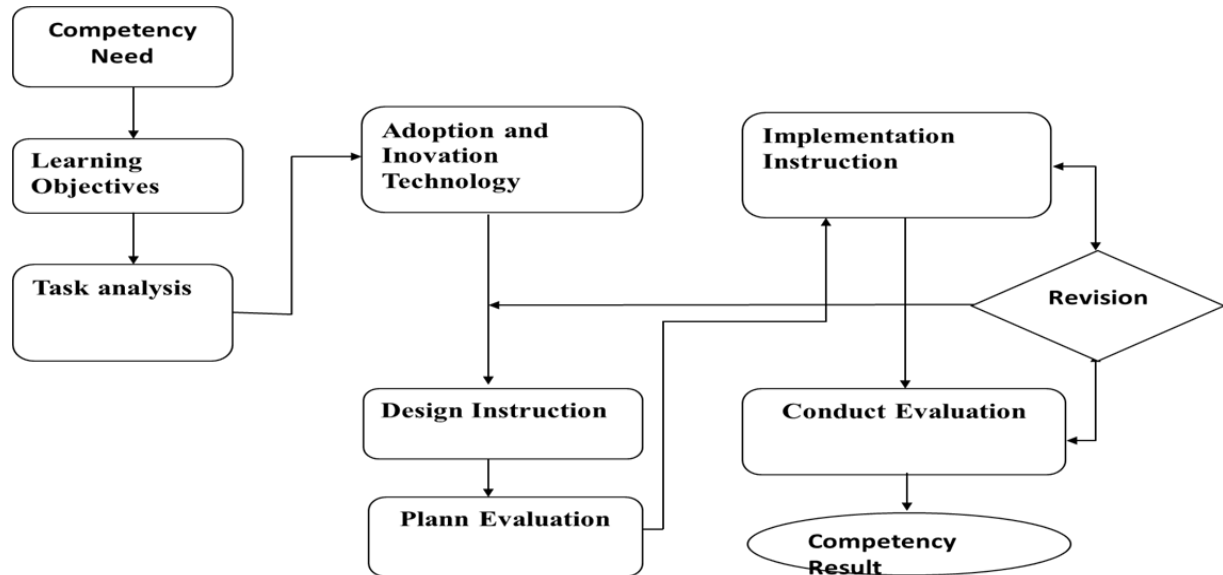 Competency
Need
Learning
Objectives
Task analysis
Adoption and
Inovation
Technology
Design Instruction
Plann Evaluation
Implementation
Instruction
Revision
Conduct Evaluation
Competency
Result